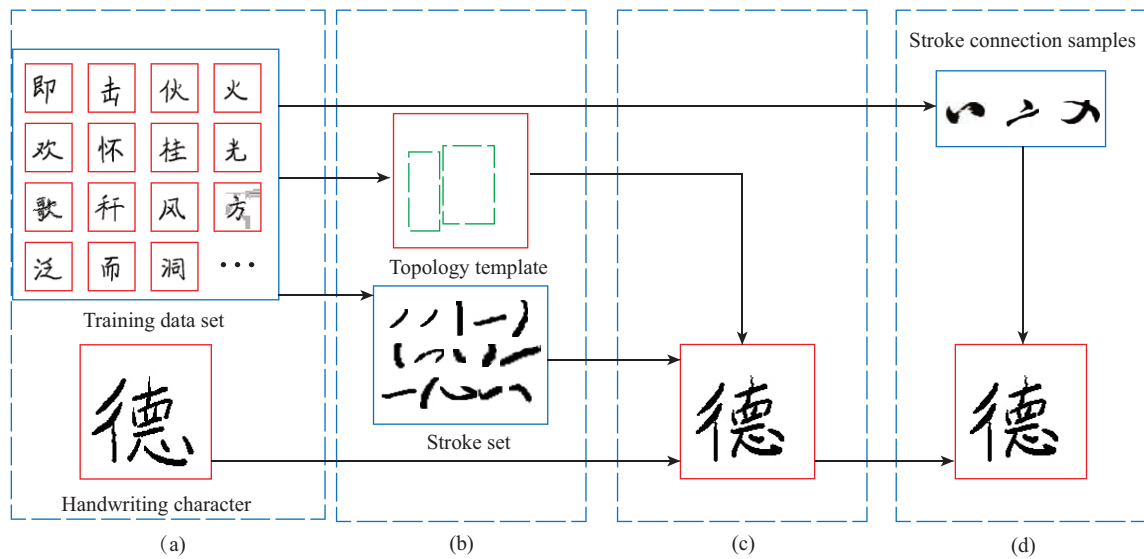 即 击 伙 火
欢 怀 桂 光
歌 秆 风 方
泛 而 洞 ···
Training data set
德
Handwriting character
(a)
Topology template
Stroke set
(b)
德
(c)
Stroke connection samples
德
(d)